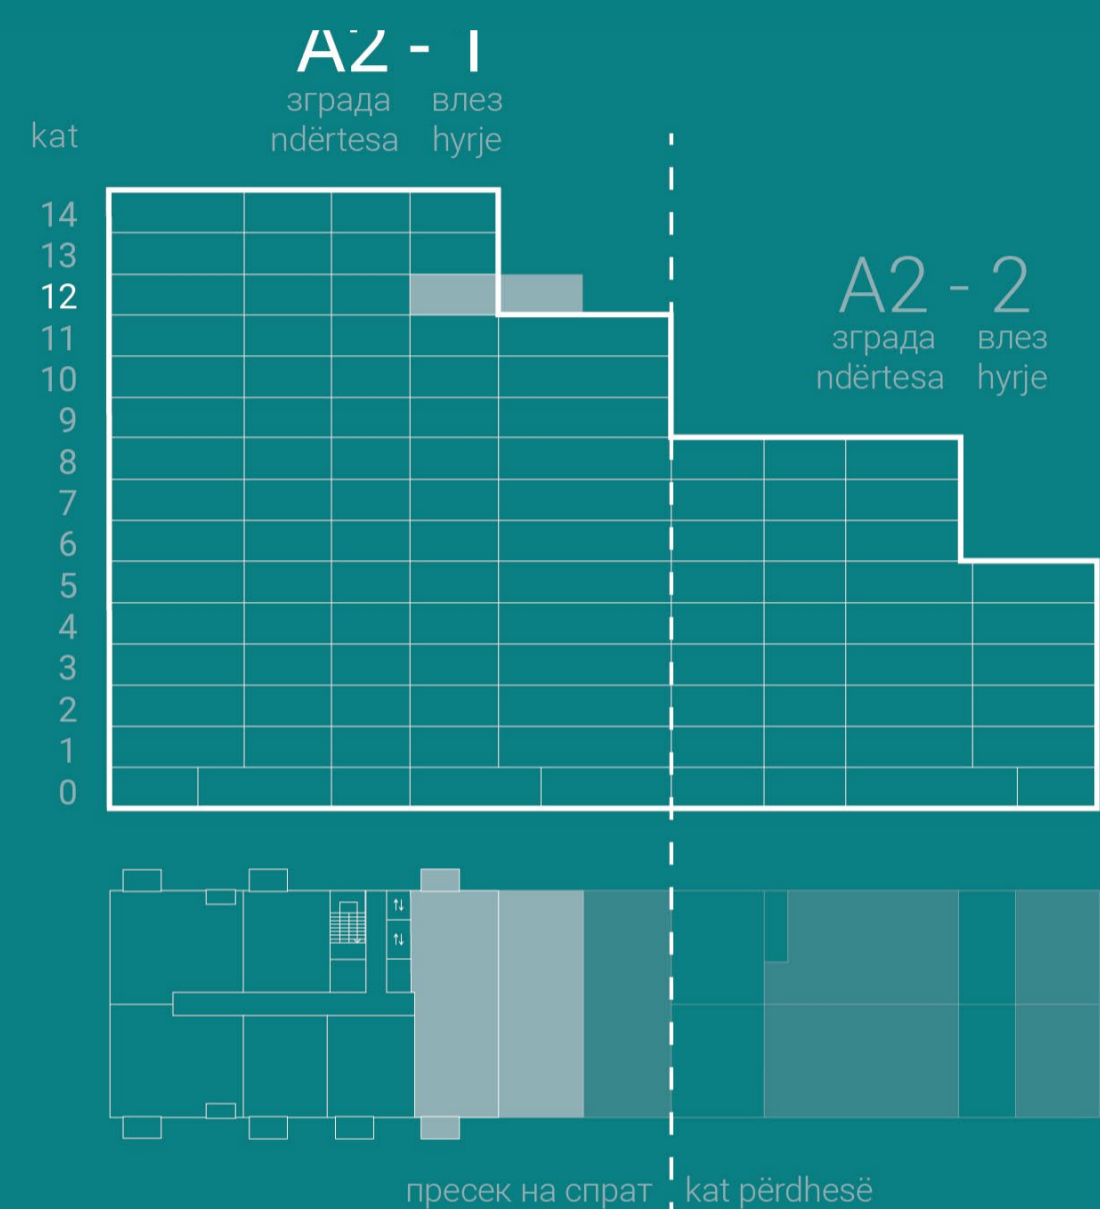 A2 - 1
зграда влез
ndërtesa hyrje
kat
14
13
12
11
10
9
8
7
6
5
4
3
2
1
0
A2 - 2
зграда влез
ndërtesa hyrje
пресек на спрат kat përdhesë